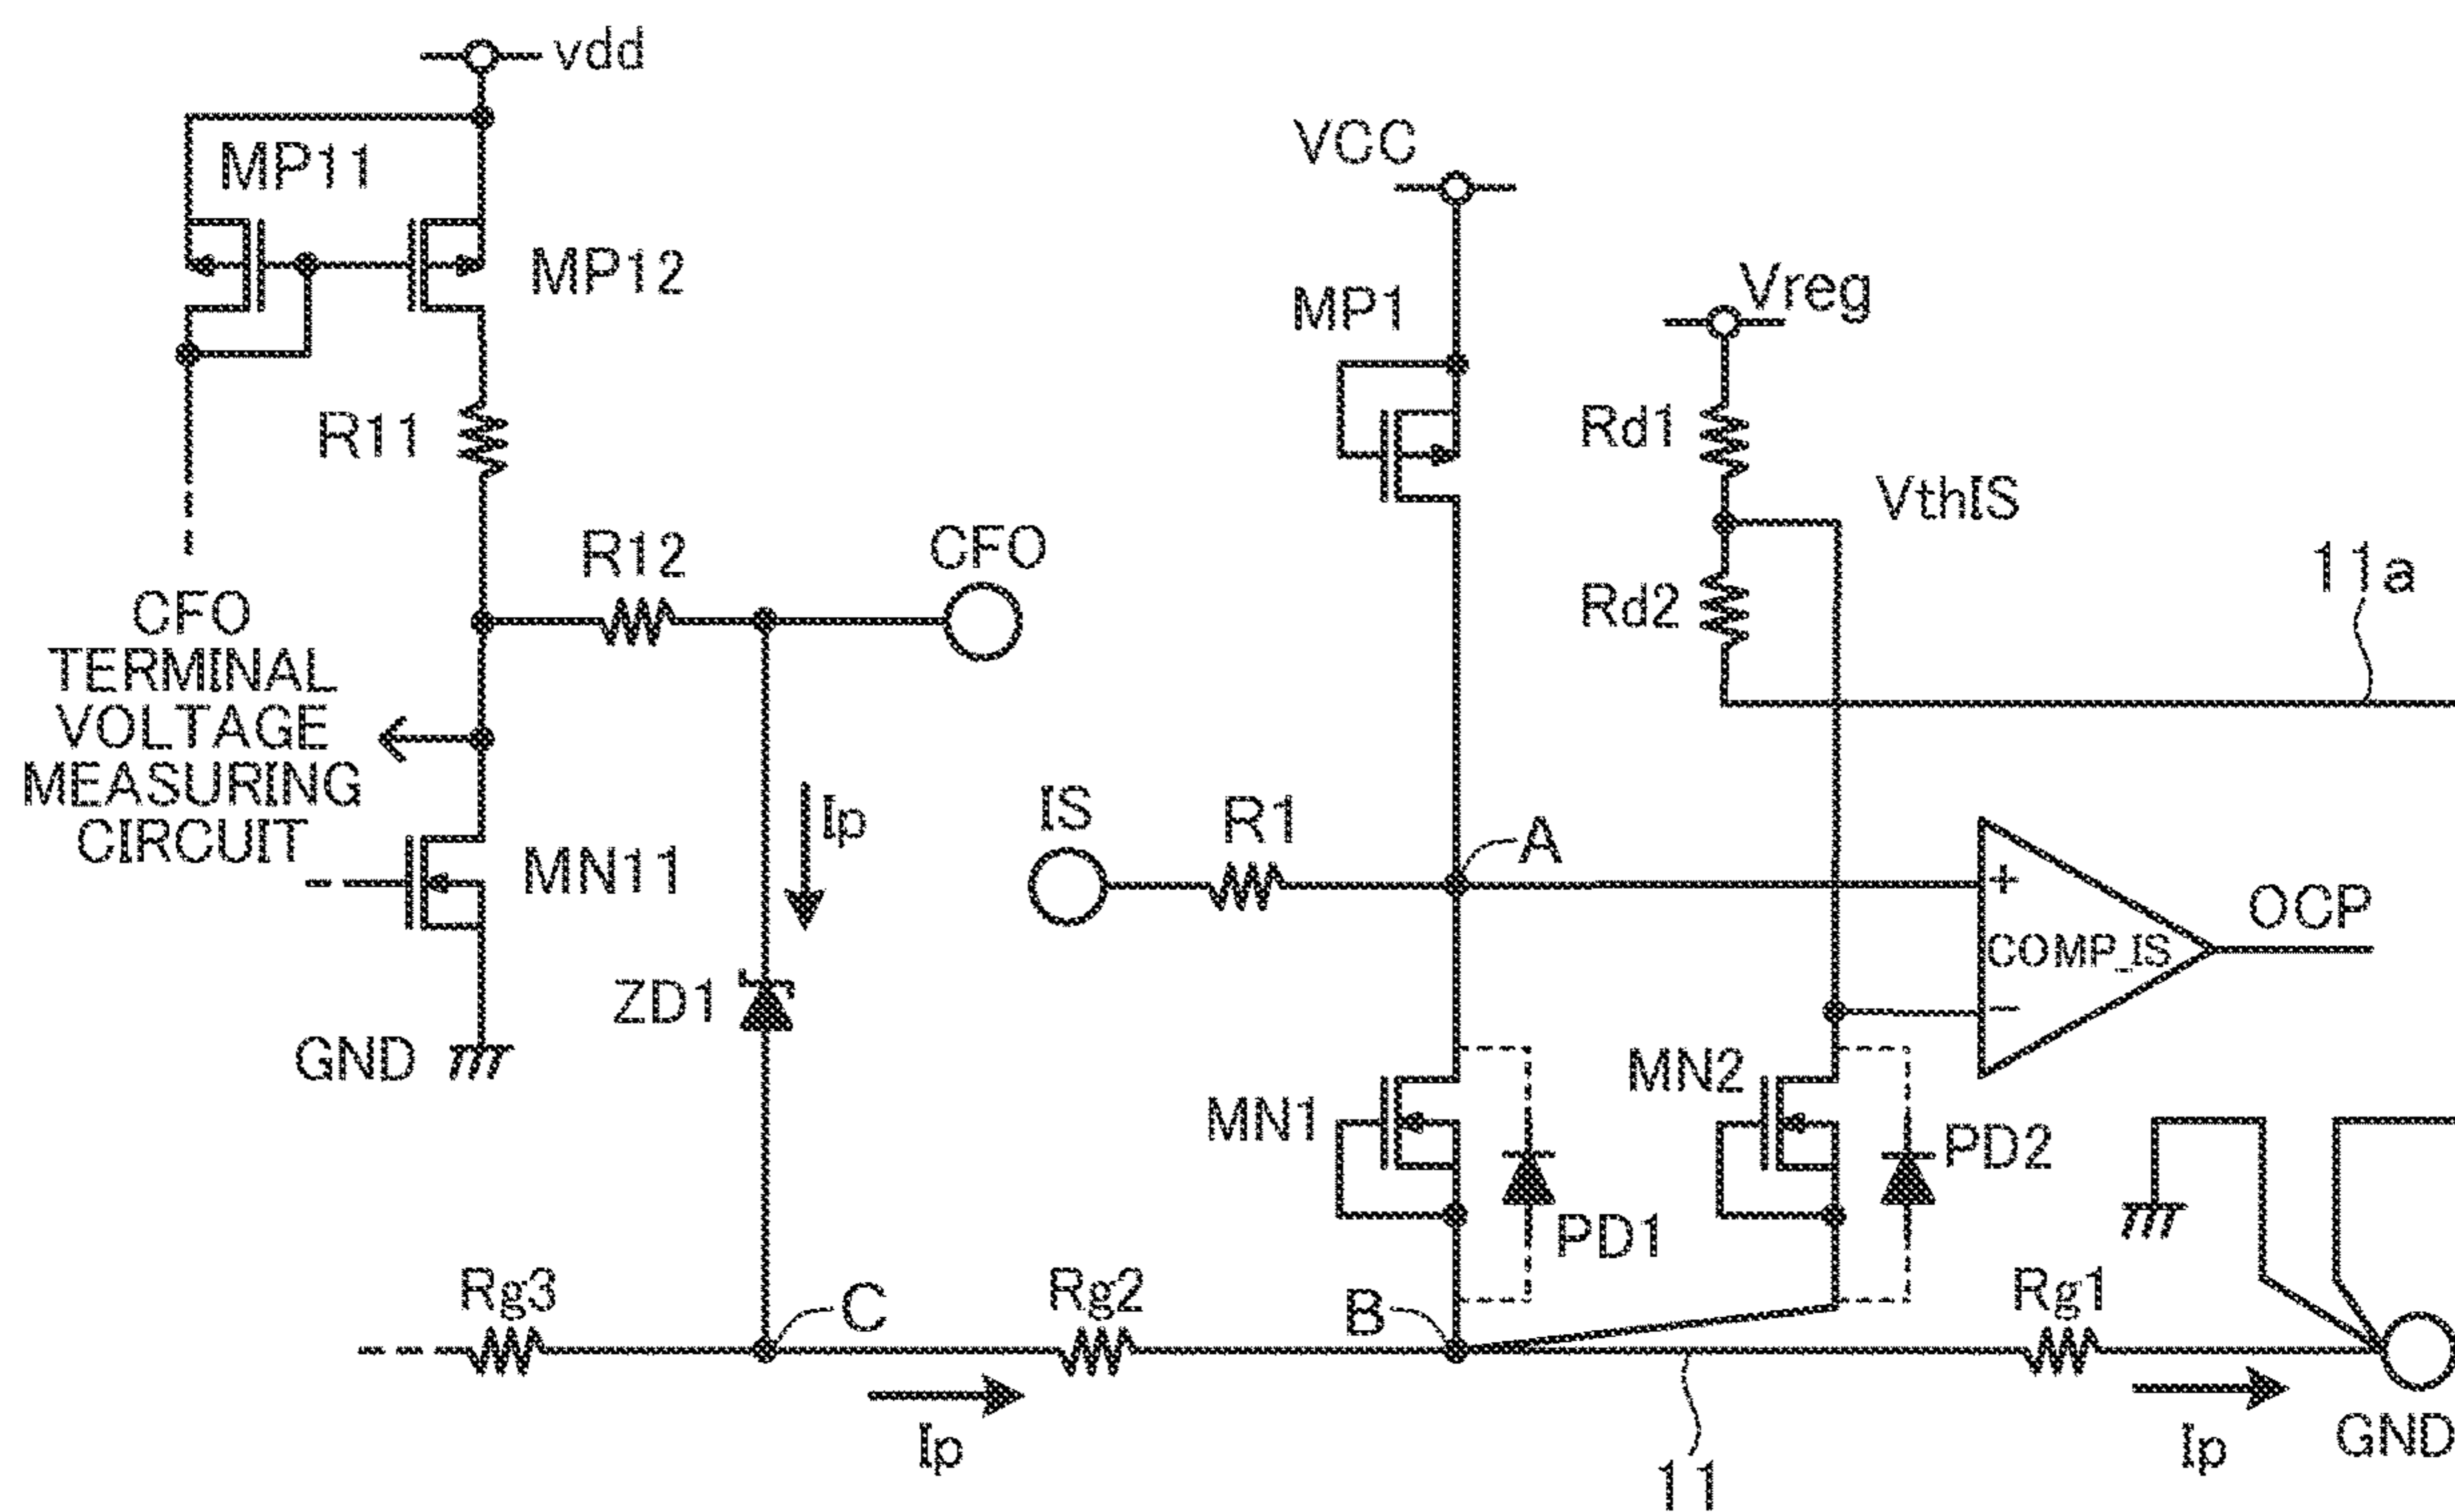 vdd
MP11
VCC
MP12
Vreg
MP1
R11
Rd1
VthIS
R12
CFO
11a
Rd2
CFO
TERMINAL
VOLTAGE
MEASURING
CIRCUIT
Ip
IS
R1
A
MN11
+
OCP
COMP_IS
ZD1
−
GND
MN2
MN1
PD2
PD1
Rg3
C
Rg2
B
Rg1
Ip
11
Ip
GND